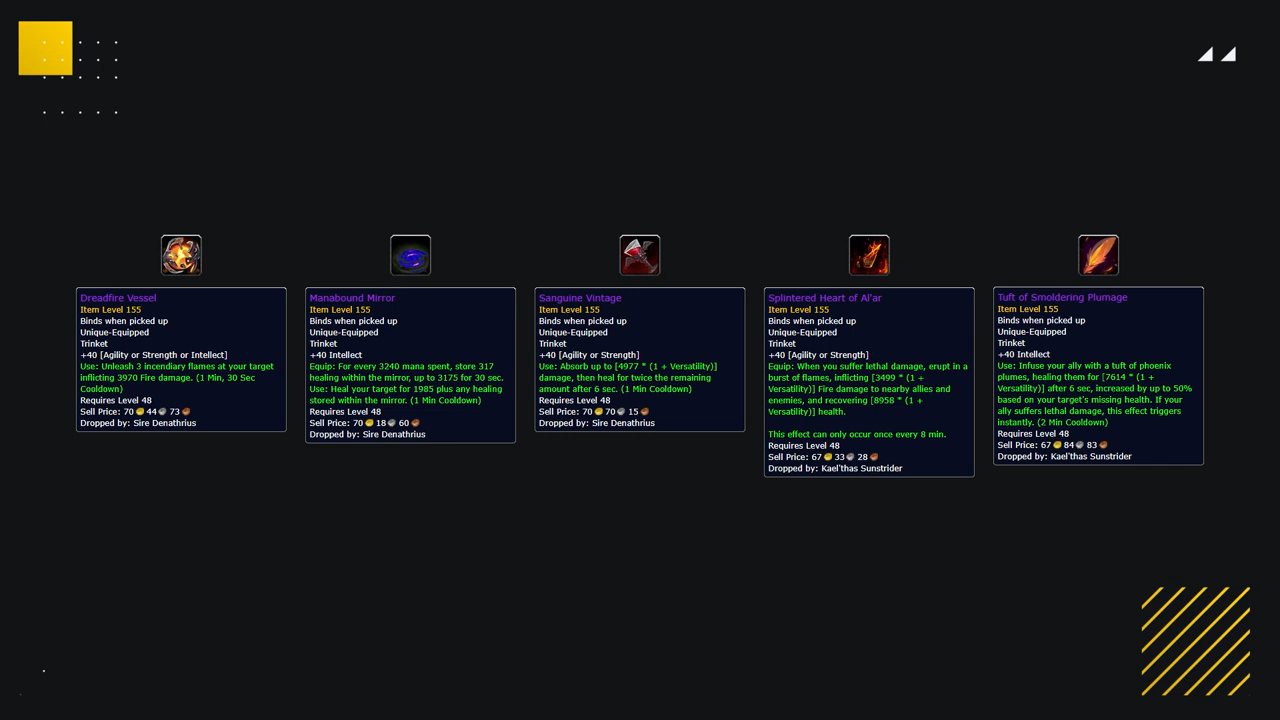 Dreadfire Vessel
Item Level 155
Binds when picked up
Unique-Equipped
Trinket
+40 [Agility or Strength or Intellect]
Use: Unleash 3 incendiary flames at your target
inflicting 3970 Fire damage. (1 Min, 30 Sec
Cooldown)
Requires Level 48
Sell Price: 70 44 73
Dropped by: Sire Denathrius
Manabound Mirror
Item Level 155
Binds when picked up
Unique-Equipped
Trinket
+40 Intellect
Equip: For every 3240 mana spent, store 317
healing within the mirror, up to 3175 for 30 sec.
Use: Heal your target for 1985 plus any healing
stored within the mirror. (1 Min Cooldown)
Requires Level 48
Sell Price: 70 18 60
Dropped by: Sire Denathrius
Sanguine Vintage
Item Level 155
Binds when picked up
Unique-Equipped
Trinket
+40 [Agility or Strength]
Use: Absorb up to [4977 * (1 + Versatility)]
damage, then heal for twice the remaining
amount after 6 sec. (1 Min Cooldown)
Requires Level 48
Sell Price: 70 70 15
Dropped by: Sire Denathrius
Splintered Heart of Al'ar
Item Level 155
Binds when picked up
Unique-Equipped
Trinket
+40 [Agility or Strength]
Equip: When you suffer lethal damage, erupt in a
burst of flames, inflicting [3499 * (1 +
Versatility)] Fire damage to nearby allies and
enemies, and recovering [8958 * (1 +
Versatility)] health.
This effect can only occur once every 8 min.
Requires Level 48
Sell Price: 67 33 28
Dropped by: Kael'thas Sunstrider
Tuft of Smoldering Plumage
Item Level 155
Binds when picked up
Unique-Equipped
Trinket
+40 Intellect
Use: Infuse your ally with a tuft of phoenix
plumes, healing them for [7614 * (1 +
Versatility)] after 6 sec, increased by up to 50%
based on your target's missing health. If your
ally suffers lethal damage, this effect triggers
instantly. (2 Min Cooldown)
Requires Level 48
Sell Price: 67 84 83
Dropped by: Kael'thas Sunstrider